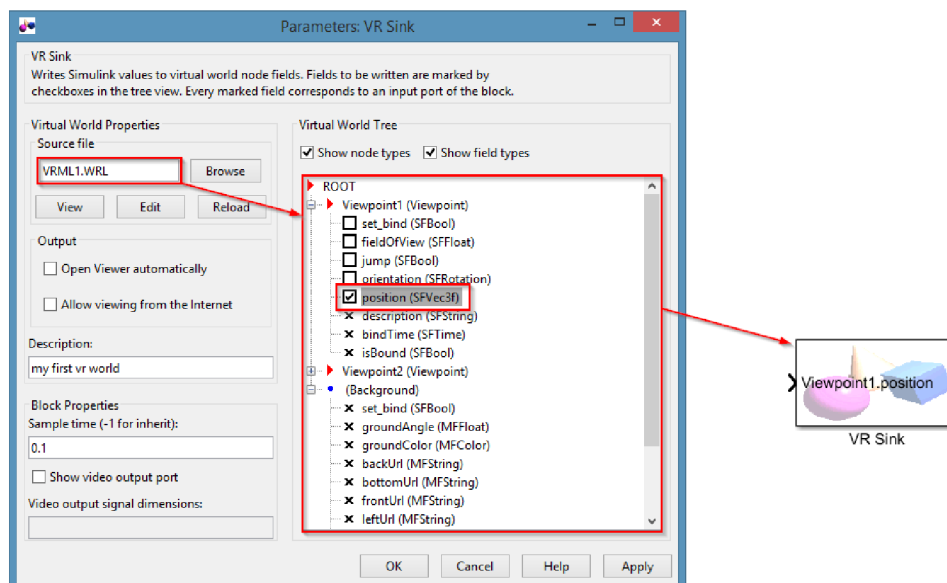 Parameters: VR Sink
VR Sink
Writes Simulink values to virtual world node fields. Fields to be written are marked by
checkboxes in the tree view. Every marked field corresponds to an input port of the block.
Virtual World Properties
Source file
VRML1.WRL
Browse
View
Edit
Reload
Output
Open Viewer automatically
Allow viewing from the Internet
Description:
my first vr world
Block Properties
Sample time (-1 for inherit):
0.1
Show video output port
Video output signal dimensions:
Virtual World Tree
Show node types
Show field types
ROOT
Viewpoint1 (Viewpoint)
set_bind (SFBool)
fieldOfView (SFFloat)
jump (SFBool)
orientation (SFRotation)
position (SFVec3f)
description (SFString)
bindTime (SFTime)
isBound (SFBool)
Viewpoint2 (Viewpoint)
(Background)
set_bind (SFBool)
groundAngle (MFFloat)
groundColor (MFColor)
backUrl (MFString)
bottomUrl (MFString)
frontUrl (MFString)
leftUrl (MFString)
OK
Cancel
Help
Apply
Viewpoint1.position
VR Sink